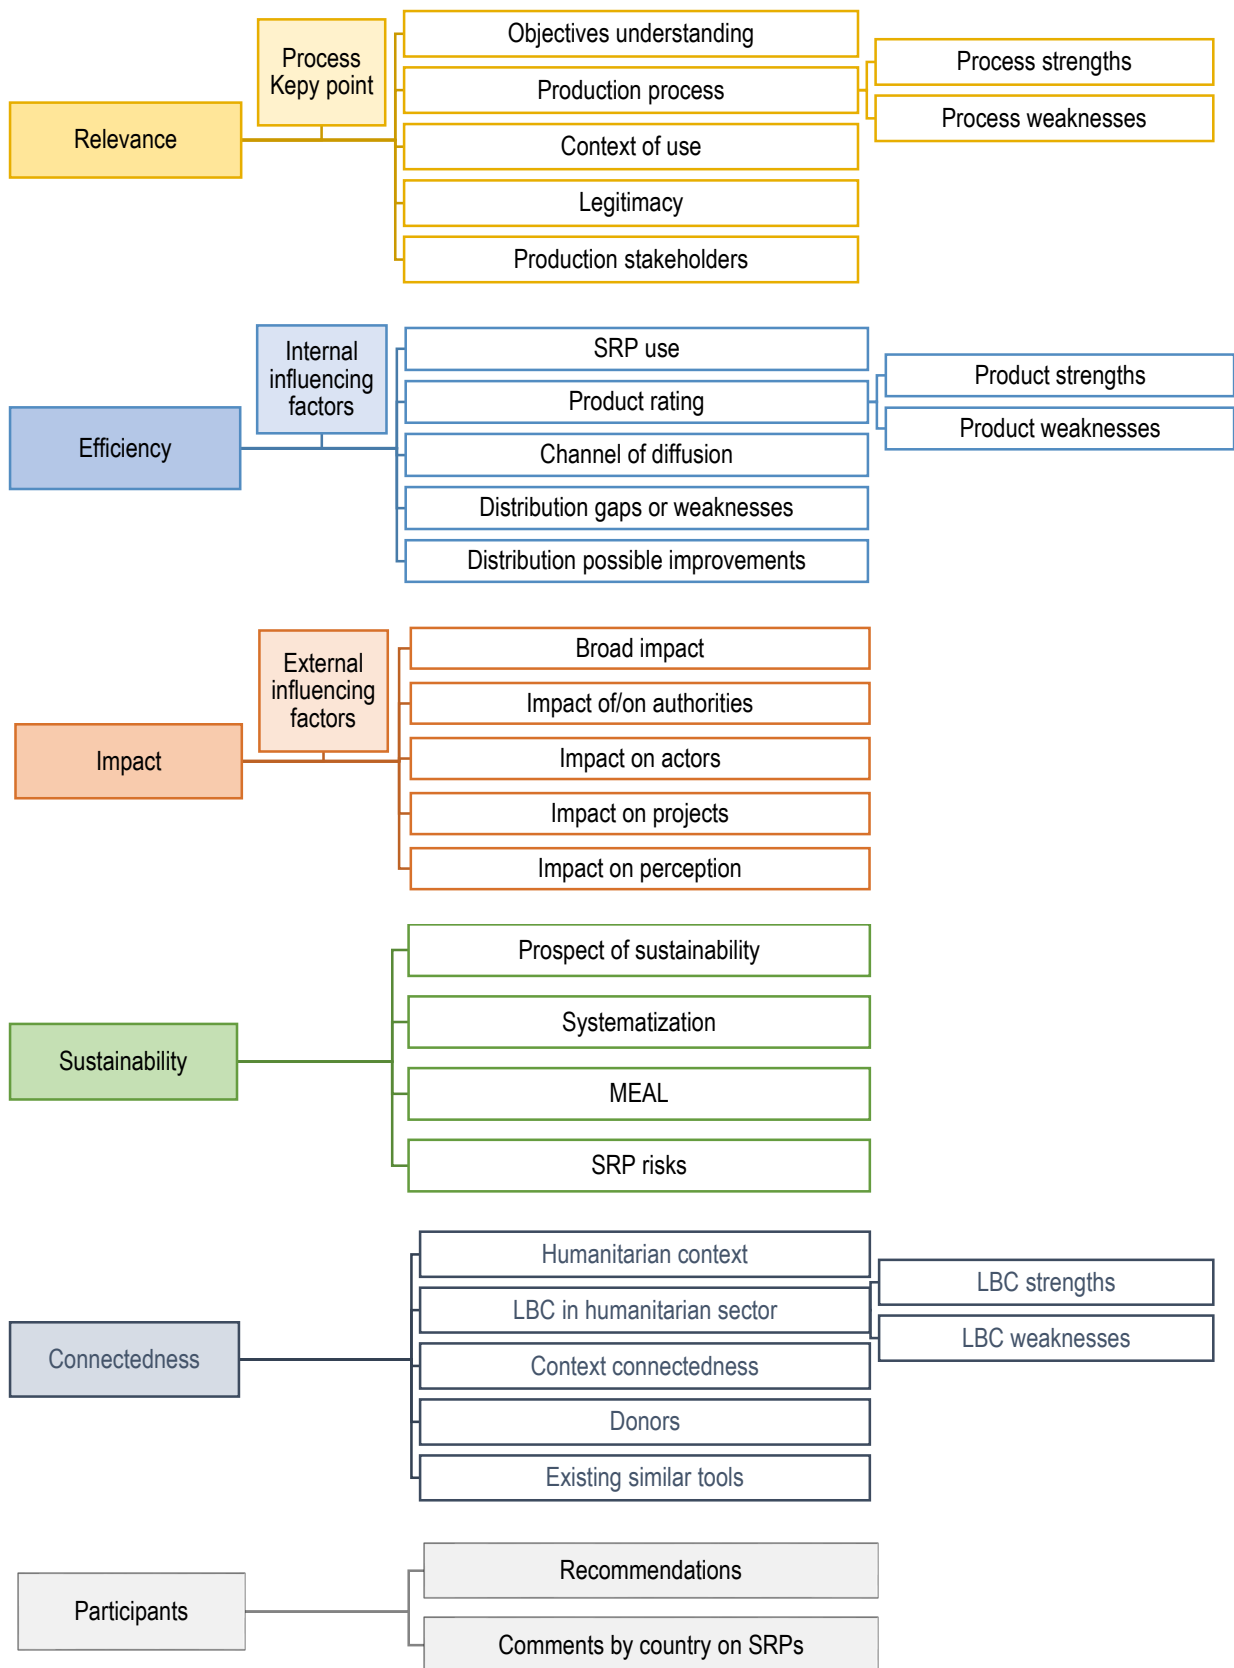 Relevance
Process
Kepy point
Objectives understanding
Production process
Process strengths
Process weaknesses
Context of use
Legitimacy
Production stakeholders
Efficiency
Internal
influencing
factors
SRP use
Product rating
Product strengths
Product weaknesses
Channel of diffusion
Distribution gaps or weaknesses
Distribution possible improvements
Impact
External
influencing
factors
Broad impact
Impact of/on authorities
Impact on actors
Impact on projects
Impact on perception
Sustainability
Prospect of sustainability
Systematization
MEAL
SRP risks
Connectedness
Humanitarian context
LBC in humanitarian sector
LBC strengths
LBC weaknesses
Context connectedness
Donors
Existing similar tools
Participants
Recommendations
Comments by country on SRPs